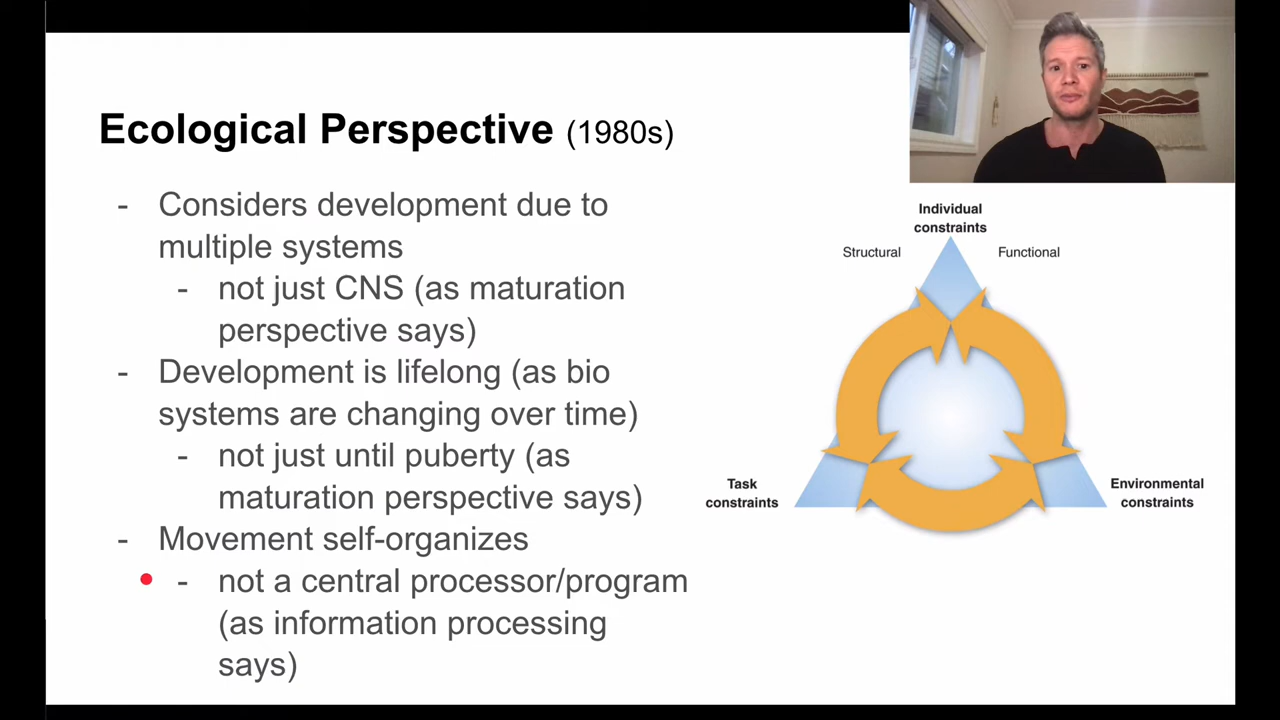 Ecological Perspective (1980s)
- Considers development due to
multiple systems
- not just CNS (as maturation
perspective says)
- Development is lifelong (as bio
systems are changing over time)
- not just until puberty (as
maturation perspective says)
- Movement self-organizes
- not a central processor/program
(as information processing
says)
Individual
constraints
Structural
Functional
Task
constraints
Environmental
constraints